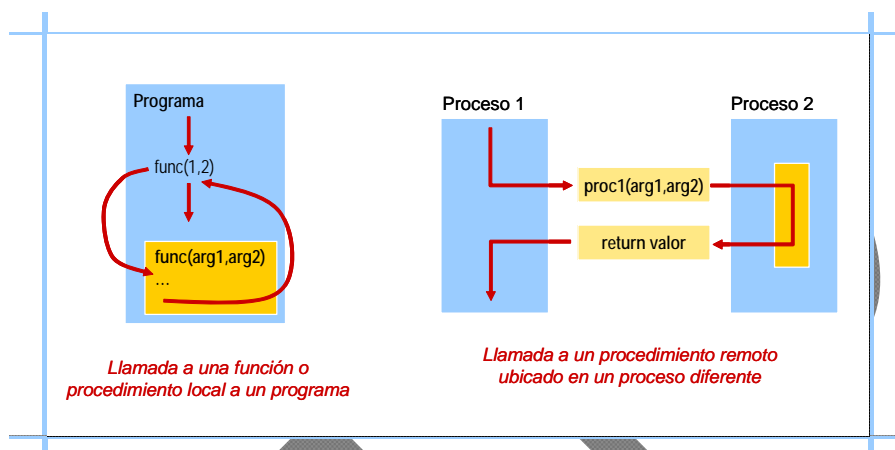 Programa
func(1,2)
func(arg1,arg2)
...
Llamada a una función o
procedimiento local a un programa
Proceso 1
Proceso 2
proc1(arg1,arg2)
return valor
Llamada a un procedimiento remoto
ubicado en un proceso diferente